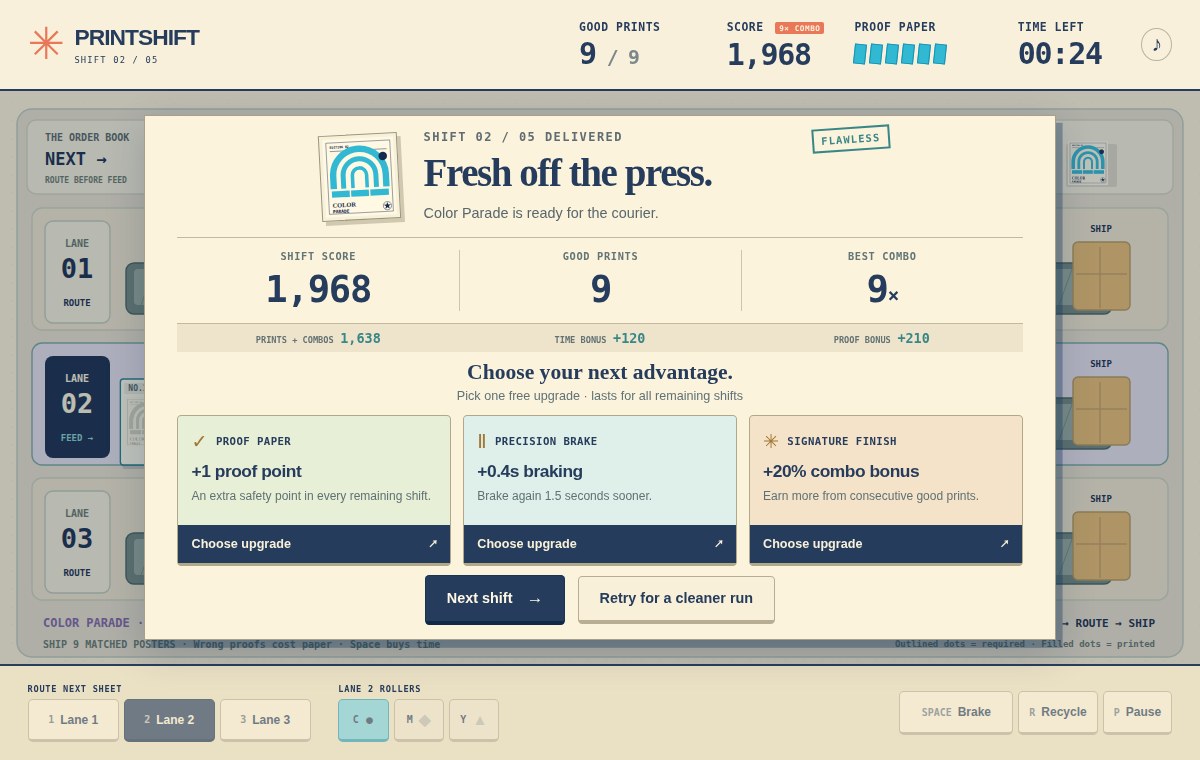 PRINTSHIFT
SHIFT 02 / 05
GOOD PRINTS
9 / 9
SCORE 9× COMBO
1,968
PROOF PAPER
TIME LEFT
00:24
♪
THE ORDER BOOK
NEXT →
ROUTE BEFORE FEED
LANE
01
ROUTE
LANE
02
FEED →
LANE
03
ROUTE
SHIP
SHIP
SHIP
COLOR
PARADE
SHIFT 02 / 05 DELIVERED
FLAWLESS
Fresh off the press.
Color Parade is ready for the courier.
SHIFT SCORE
1,968
GOOD PRINTS
9
BEST COMBO
9×
PRINTS + COMBOS 1,638
TIME BONUS +120
PROOF BONUS +210
Choose your next advantage.
Pick one free upgrade · lasts for all remaining shifts
✓ PROOF PAPER
+1 proof point
An extra safety point in every remaining shift.
Choose upgrade ↗
PRECISION BRAKE
+0.4s braking
Brake again 1.5 seconds sooner.
Choose upgrade ↗
SIGNATURE FINISH
+20% combo bonus
Earn more from consecutive good prints.
Choose upgrade ↗
Next shift →
Retry for a cleaner run
COLOR PARADE ·
→ ROUTE → SHIP
SHIP 9 MATCHED POSTERS · Wrong proofs cost paper · Space buys time
Outlined dots = required · Filled dots = printed
ROUTE NEXT SHEET
1 Lane 1
2 Lane 2
3 Lane 3
LANE 2 ROLLERS
C ●
M ◆
Y ▲
SPACE Brake
R Recycle
P Pause